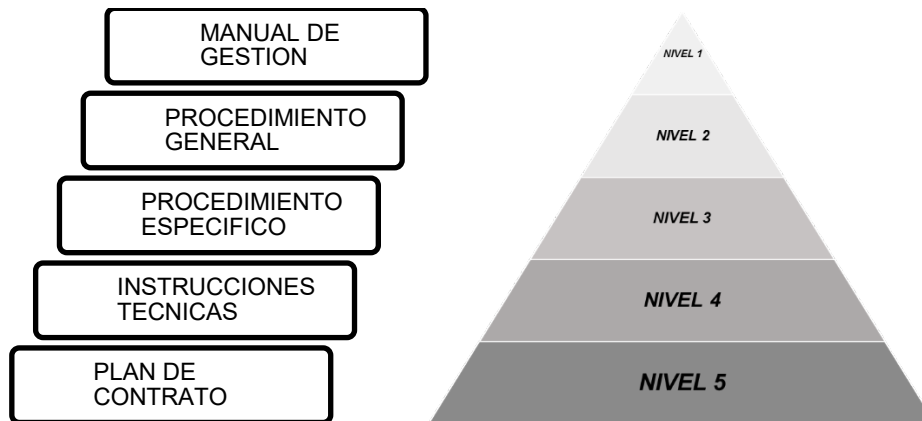 MANUAL DE
GESTION
NIVEL 1
PROCEDIMIENTO
GENERAL
NIVEL 2
PROCEDIMIENTO
ESPECIFICO
NIVEL 3
INSTRUCCIONES
TECNICAS
NIVEL 4
PLAN DE
CONTRATO
NIVEL 5